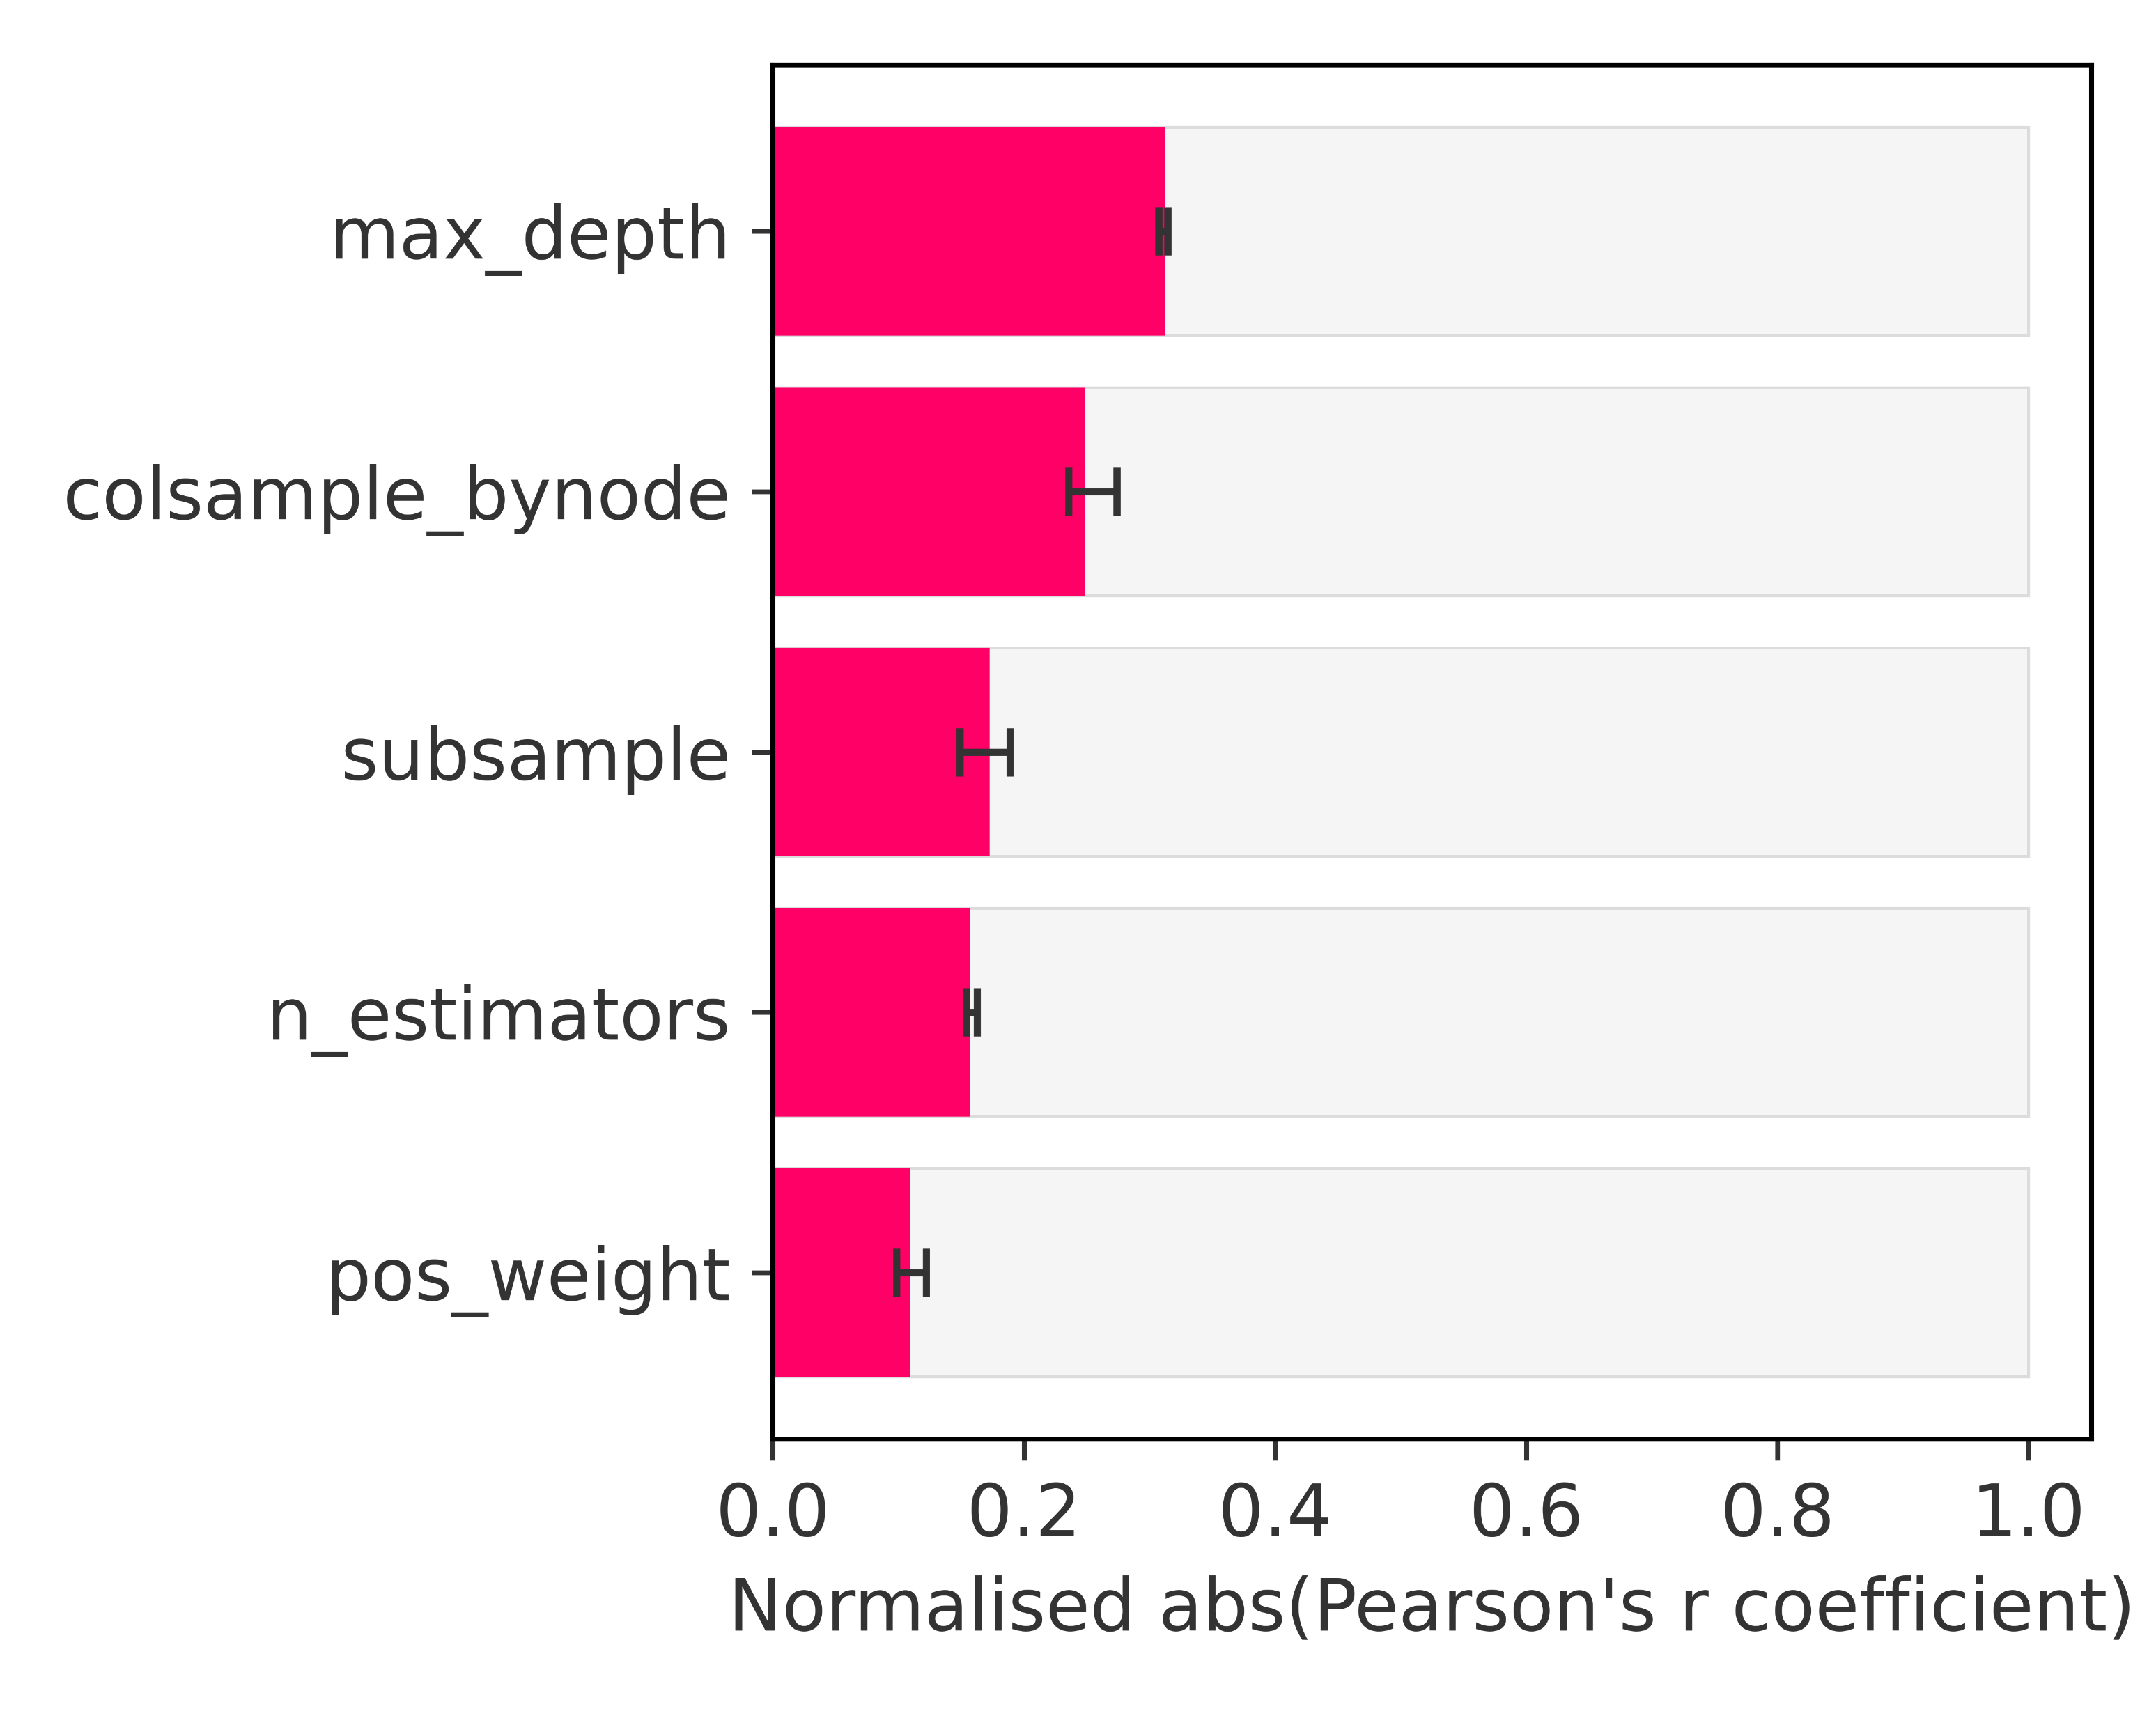 max_depth
colsample_bynode
subsample
n_estimators
pos_weight
0.0 0.2 0.4 0.6 0.8 1.0
Normalised abs(Pearson's r coefficient)